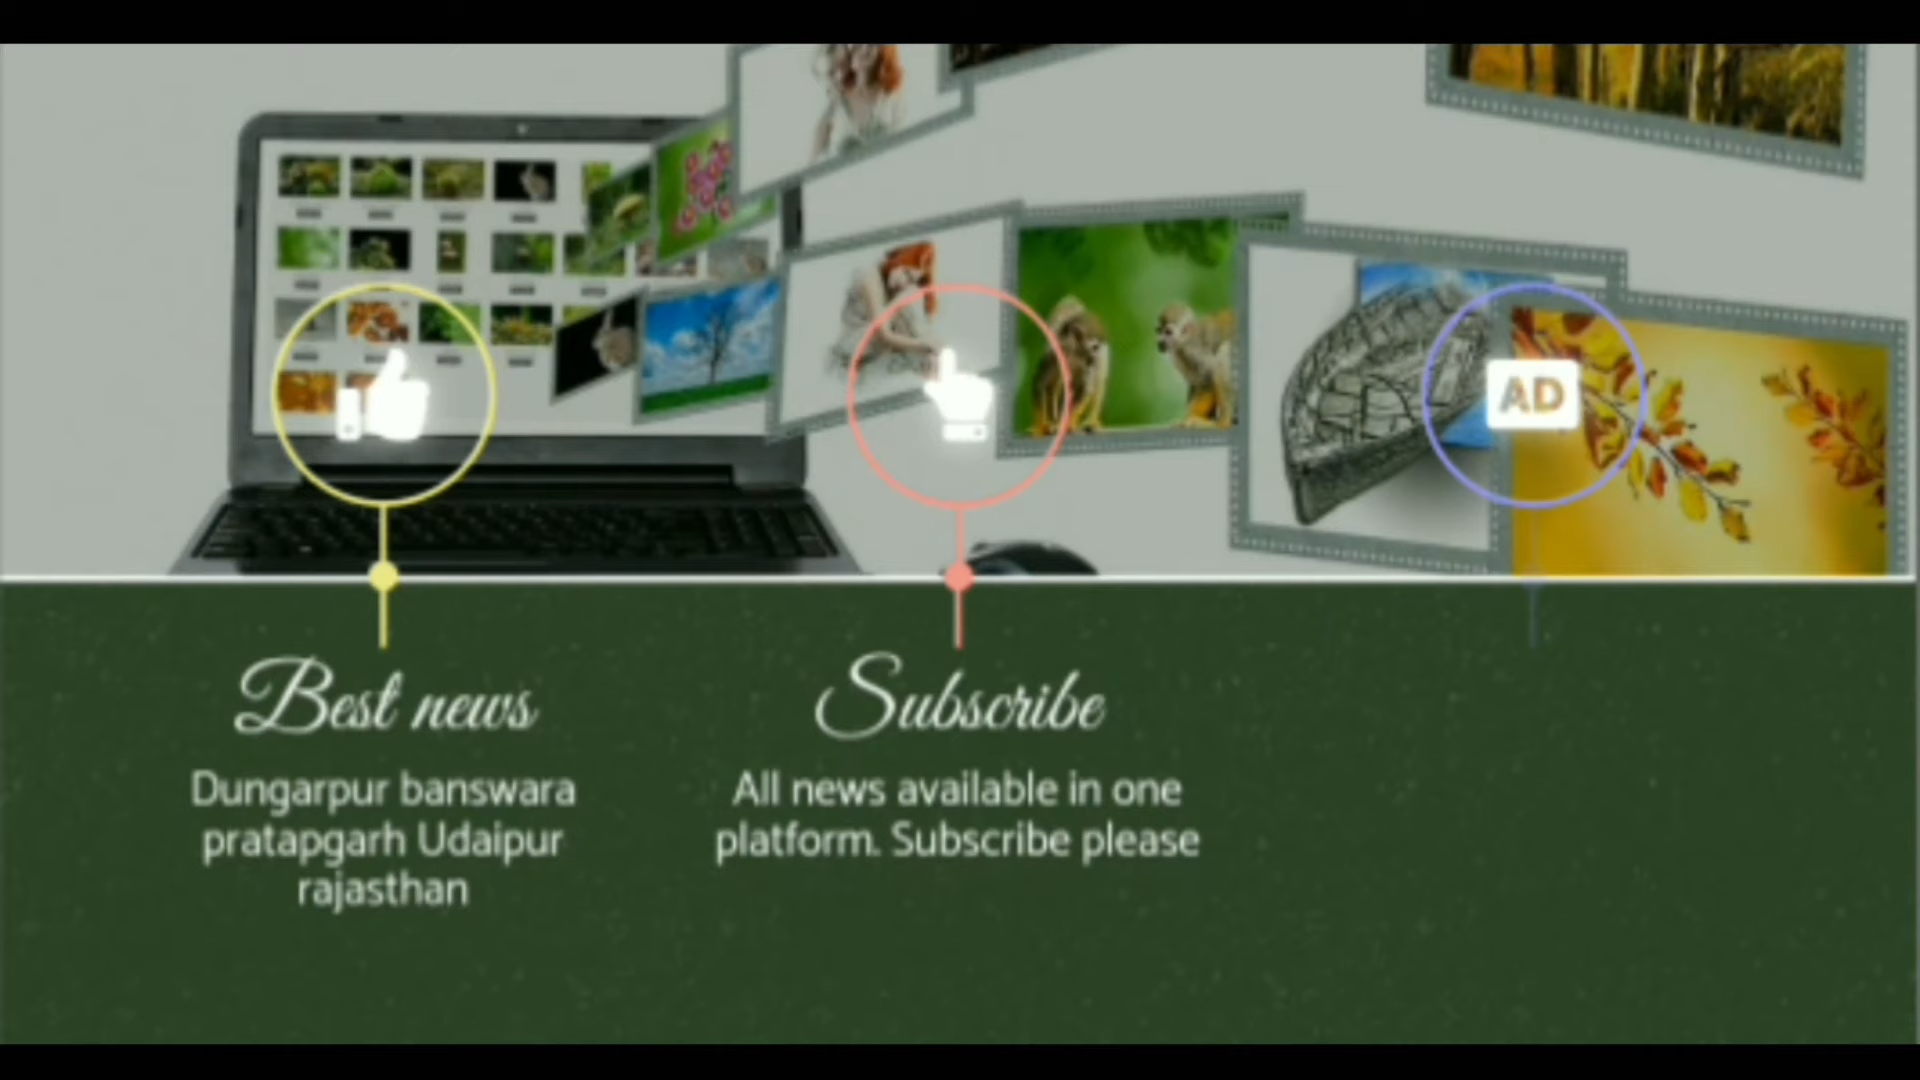 AD
Best news
Dungarpur banswara
pratapgarh Udaipur
rajasthan
Subscribe
All news available in one
platform. Subscribe please